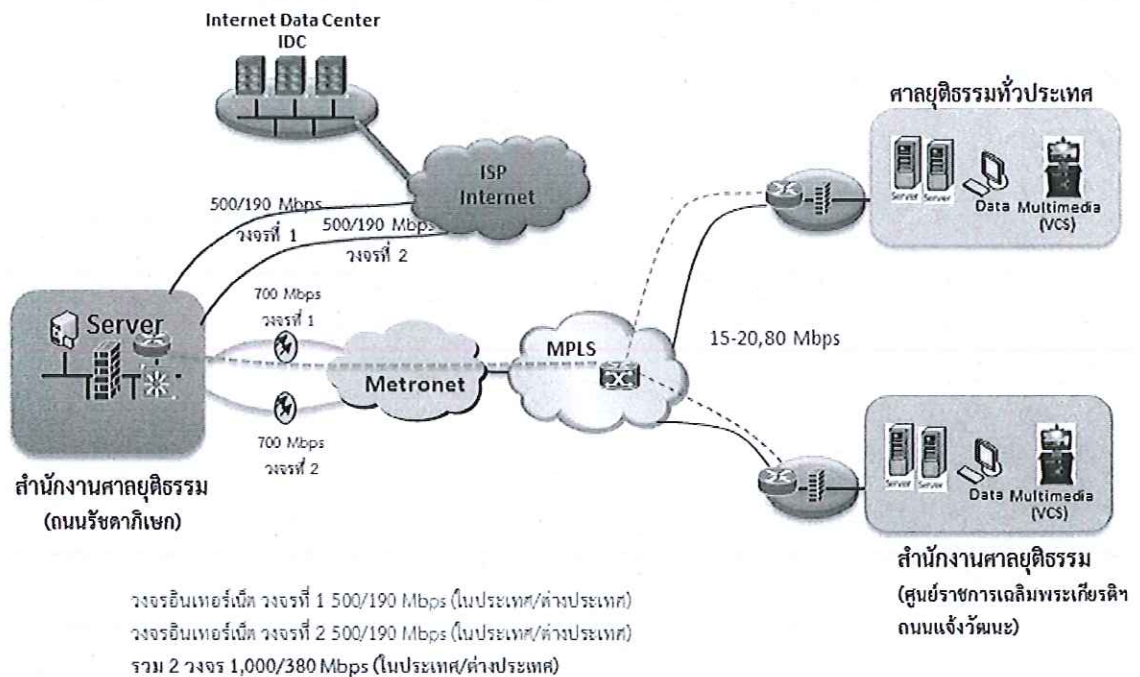 Internet Data Center
IDC
ISP
Internet
500/190 Mbps
วงจรที่ 1
500/190 Mbps
วงจรที่ 2
Server
700 Mbps
วงจรที่ 1
Metronet
700 Mbps
วงจรที่ 2
MPLS
15-20,80 Mbps
สำนักงานศาลยุติธรรม
(ถนนรัชดาภิเษก)
ศาลยุติธรรมทั่วประเทศ
Server Server
Data Multimedia
(VCS)
Server Server
Data Multimedia
(VCS)
สำนักงานศาลยุติธรรม
(ศูนย์ราชการเฉลิมพระเกียรติฯ
ถนนแจ้งวัฒนะ)
วงจรอินเทอร์เน็ต วงจรที่ 1 500/190 Mbps (ในประเทศ/ต่างประเทศ)
วงจรอินเทอร์เน็ต วงจรที่ 2 500/190 Mbps (ในประเทศ/ต่างประเทศ)
รวม 2 วงจร 1,000/380 Mbps (ในประเทศ/ต่างประเทศ)